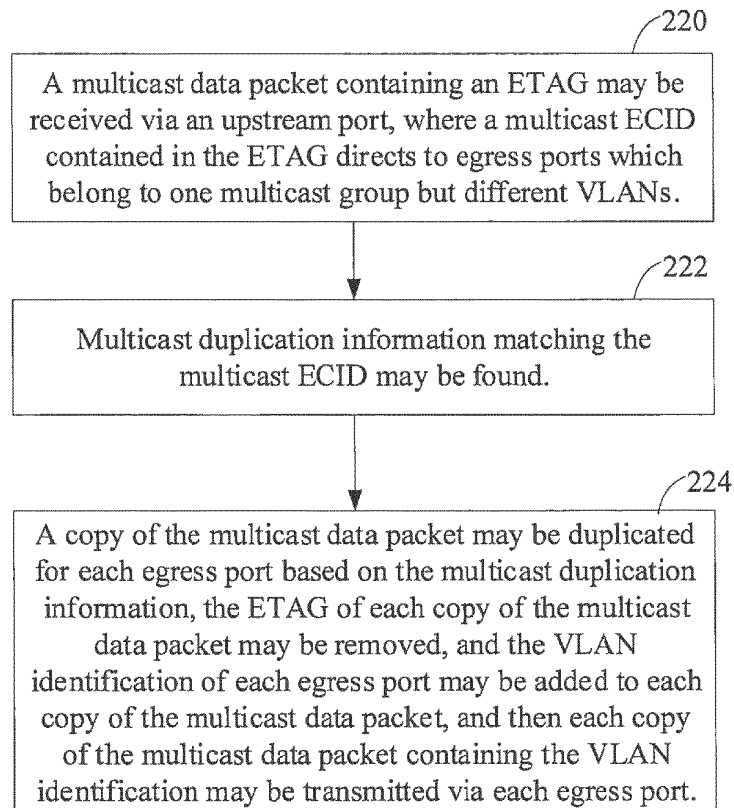 220
A multicast data packet containing an ETAG may be
received via an upstream port, where a multicast ECID
contained in the ETAG directs to egress ports which
belong to one multicast group but different VLANs.
222
Multicast duplication information matching the
multicast ECID may be found.
224
A copy of the multicast data packet may be duplicated
for each egress port based on the multicast duplication
information, the ETAG of each copy of the multicast
data packet may be removed, and the VLAN
identification of each egress port may be added to each
copy of the multicast data packet, and then each copy
of the multicast data packet containing the VLAN
identification may be transmitted via each egress port.